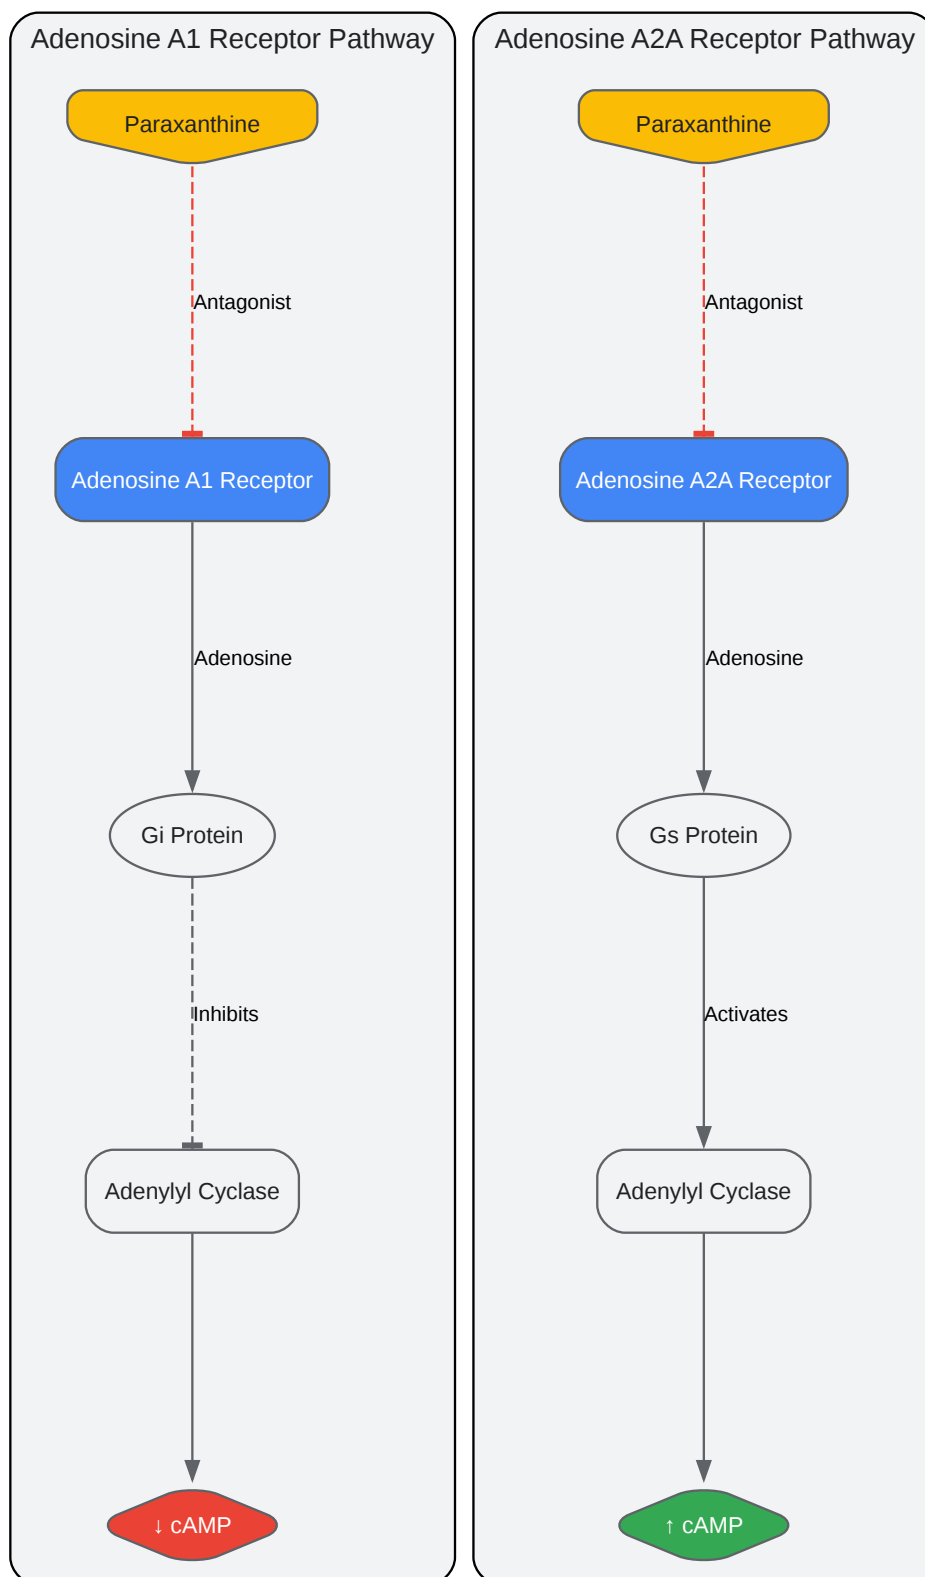 Adenosine A1 Receptor Pathway
Paraxanthine
Antagonist
Adenosine A1 Receptor
Adenosine
Gi Protein
Inhibits
Adenylyl Cyclase
↓ cAMP
Adenosine A2A Receptor Pathway
Paraxanthine
Antagonist
Adenosine A2A Receptor
Adenosine
Gs Protein
Activates
Adenylyl Cyclase
↑ cAMP